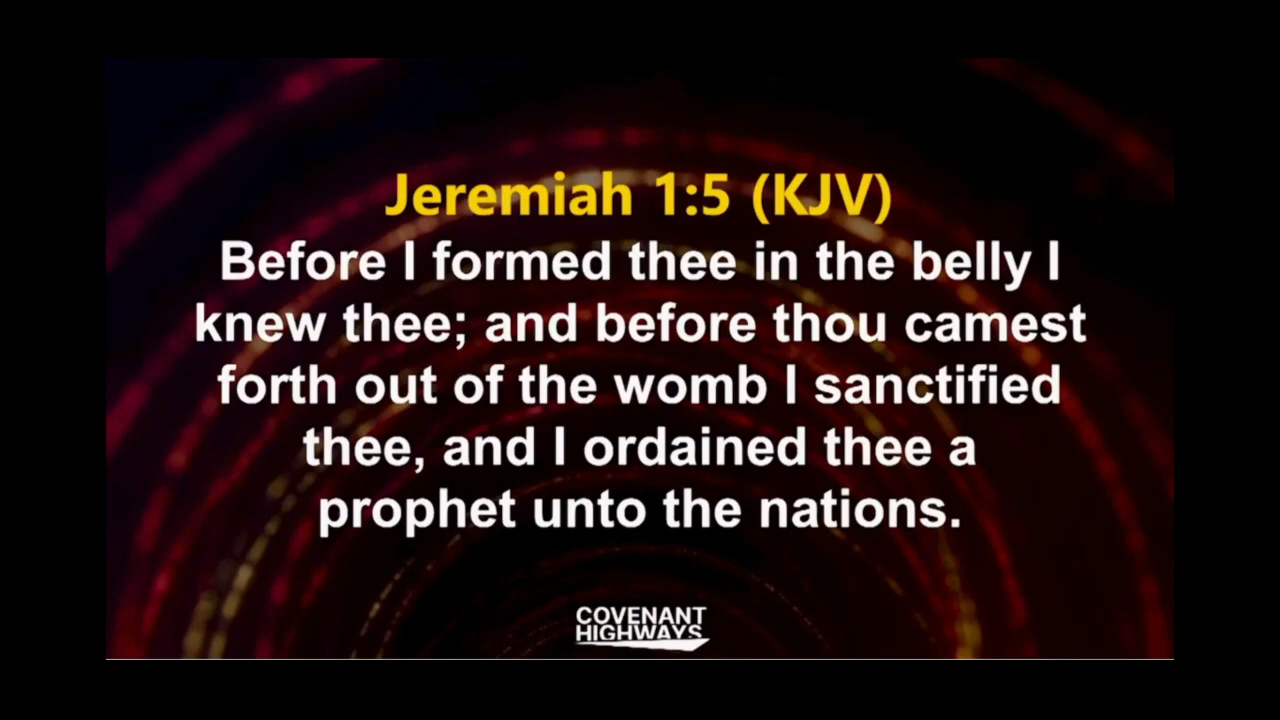 Jeremiah 1:5 (KJV)
Before I formed thee in the belly I
knew thee; and before thou camest
forth out of the womb I sanctified
thee, and I ordained thee a
prophet unto the nations.
COVENANT
HIGHWAYS